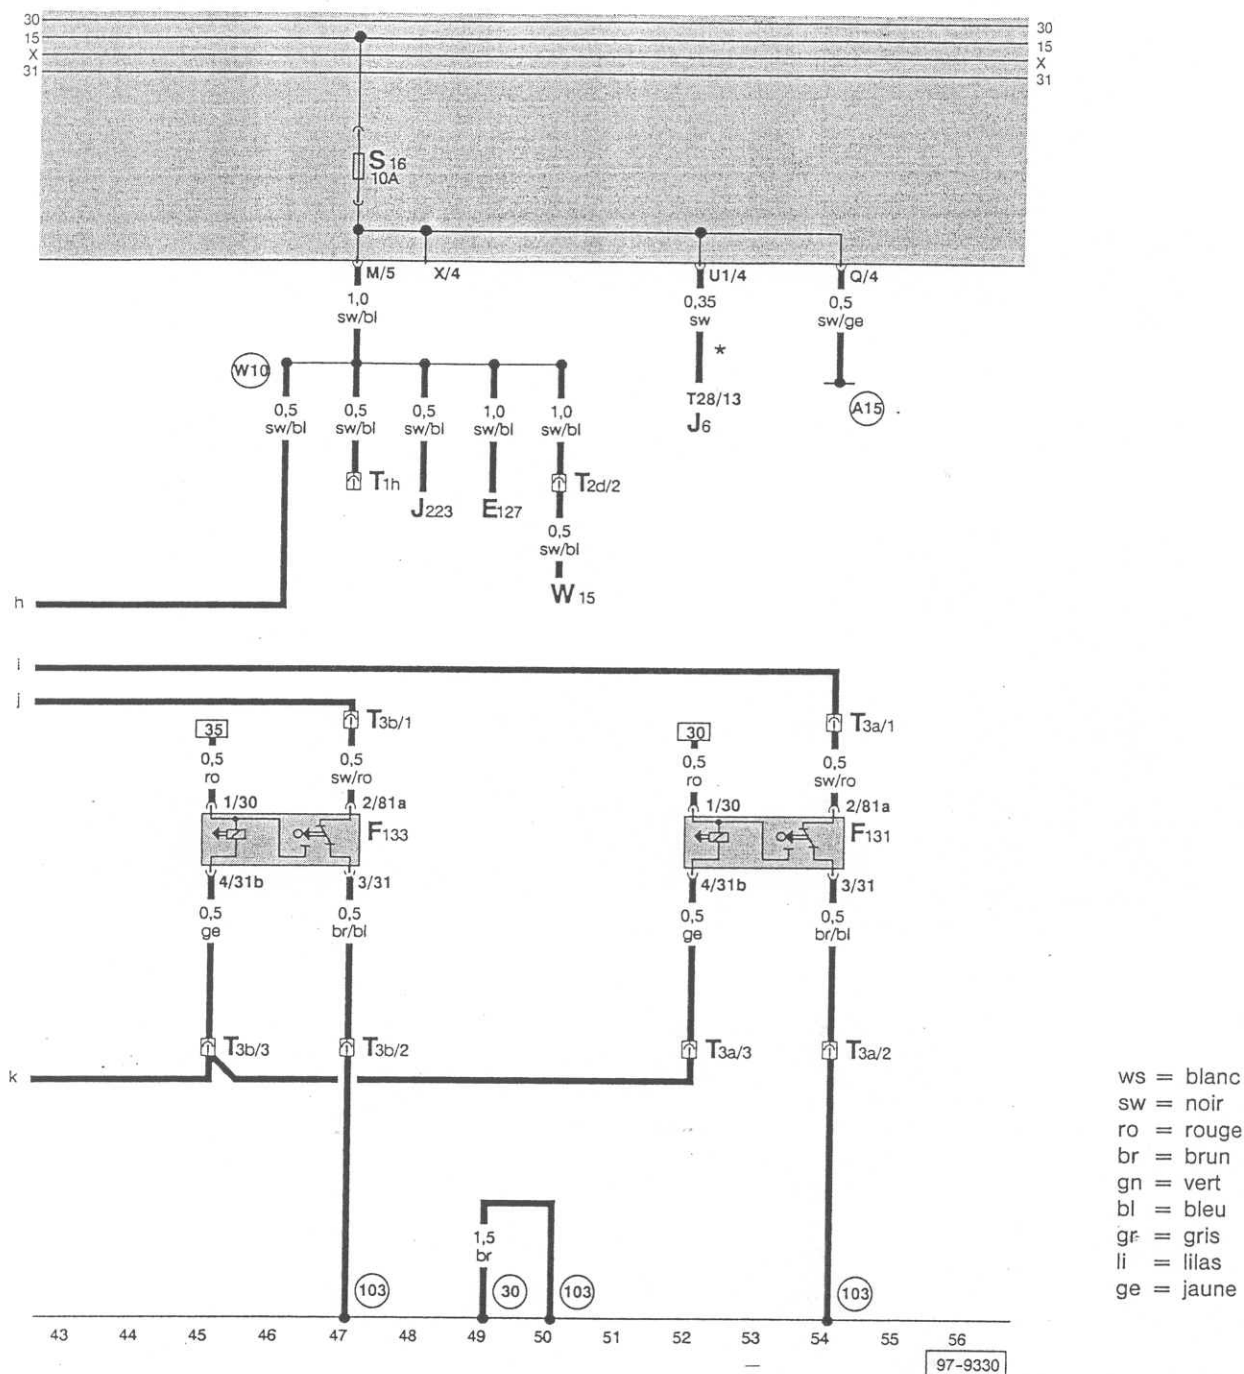 30 30
15 15
X X
31 31
S16
10A
M/5 X/4 U1/4 Q/4
1,0 0,35 0,5
sw/bl sw sw/ge
*
W10
T28/13
J6
A15
0,5 0,5 0,5 1,0 1,0
sw/bl sw/bl sw/bl sw/bl sw/bl
T1h J223 E127 T2d/2
0,5
sw/bl
W15
h
i
j
T3b/1 T3a/1
35 30
0,5 0,5 0,5 0,5
ro sw/ro ro sw/ro
1/30 2/81a 1/30 2/81a
F133 F131
4/31b 3/31 4/31b 3/31
0,5 0,5 0,5 0,5
ge br/bl ge br/bl
T3b/3 T3b/2 T3a/3 T3a/2
k
ws = blanc
sw = noir
ro = rouge
br = brun
gn = vert
bl = bleu
gr = gris
li = lilas
ge = jaune
1,5
br
103 30 103 103
43 44 45 46 47 48 49 50 51 52 53 54 55 56
97-9330